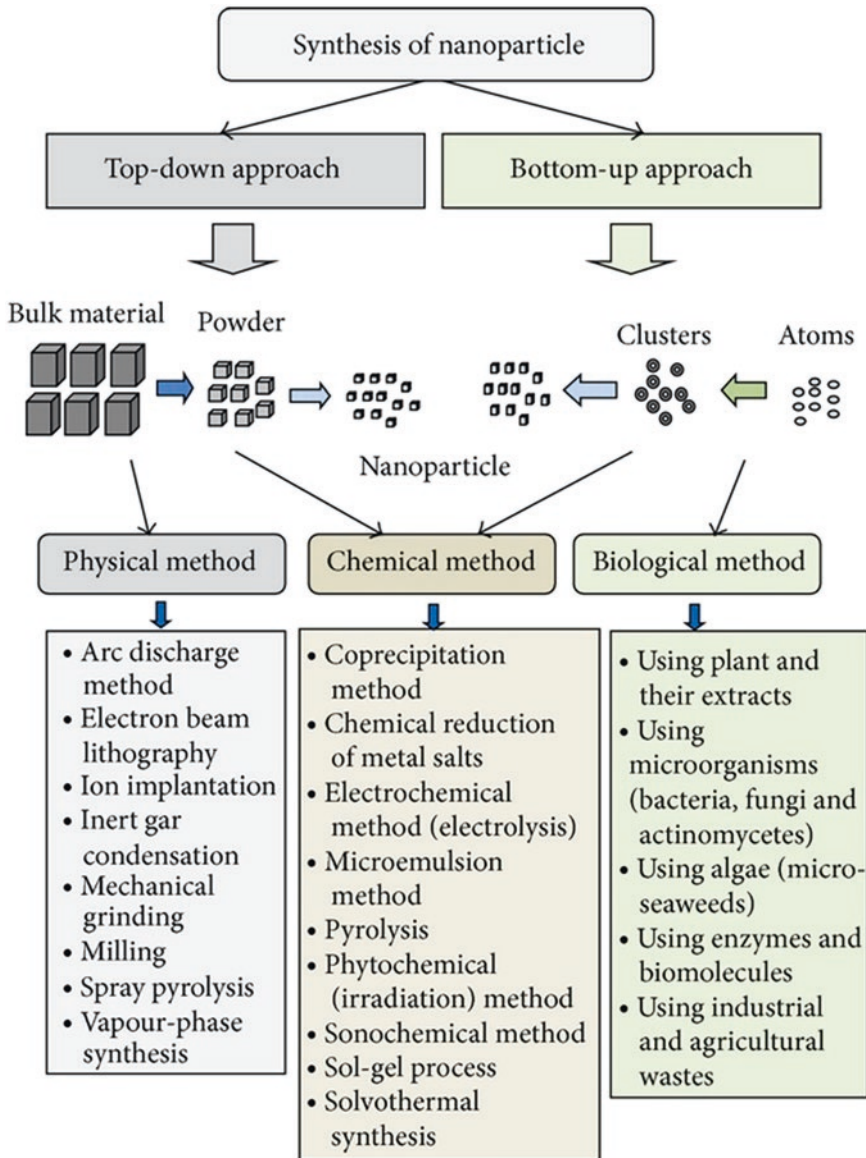 Synthesis of nanoparticle
Top-down approach
Bottom-up approach
Bulk material
Powder
Clusters
Atoms
Nanoparticle
Physical method
Chemical method
Biological method
• Arc discharge
method
• Electron beam
lithography
• Ion implantation
• Inert gar
condensation
• Mechanical
grinding
• Milling
• Spray pyrolysis
• Vapour-phase
synthesis
• Coprecipitation
method
• Chemical reduction
of metal salts
• Electrochemical
method (electrolysis)
• Microemulsion
method
• Pyrolysis
• Phytochemical
(irradiation) method
• Sonochemical method
• Sol-gel process
• Solvothermal
synthesis
• Using plant and
their extracts
• Using
microorganisms
(bacteria, fungi and
actinomycetes)
• Using algae (micro-
seaweeds)
• Using enzymes and
biomolecules
• Using industrial
and agricultural
wastes